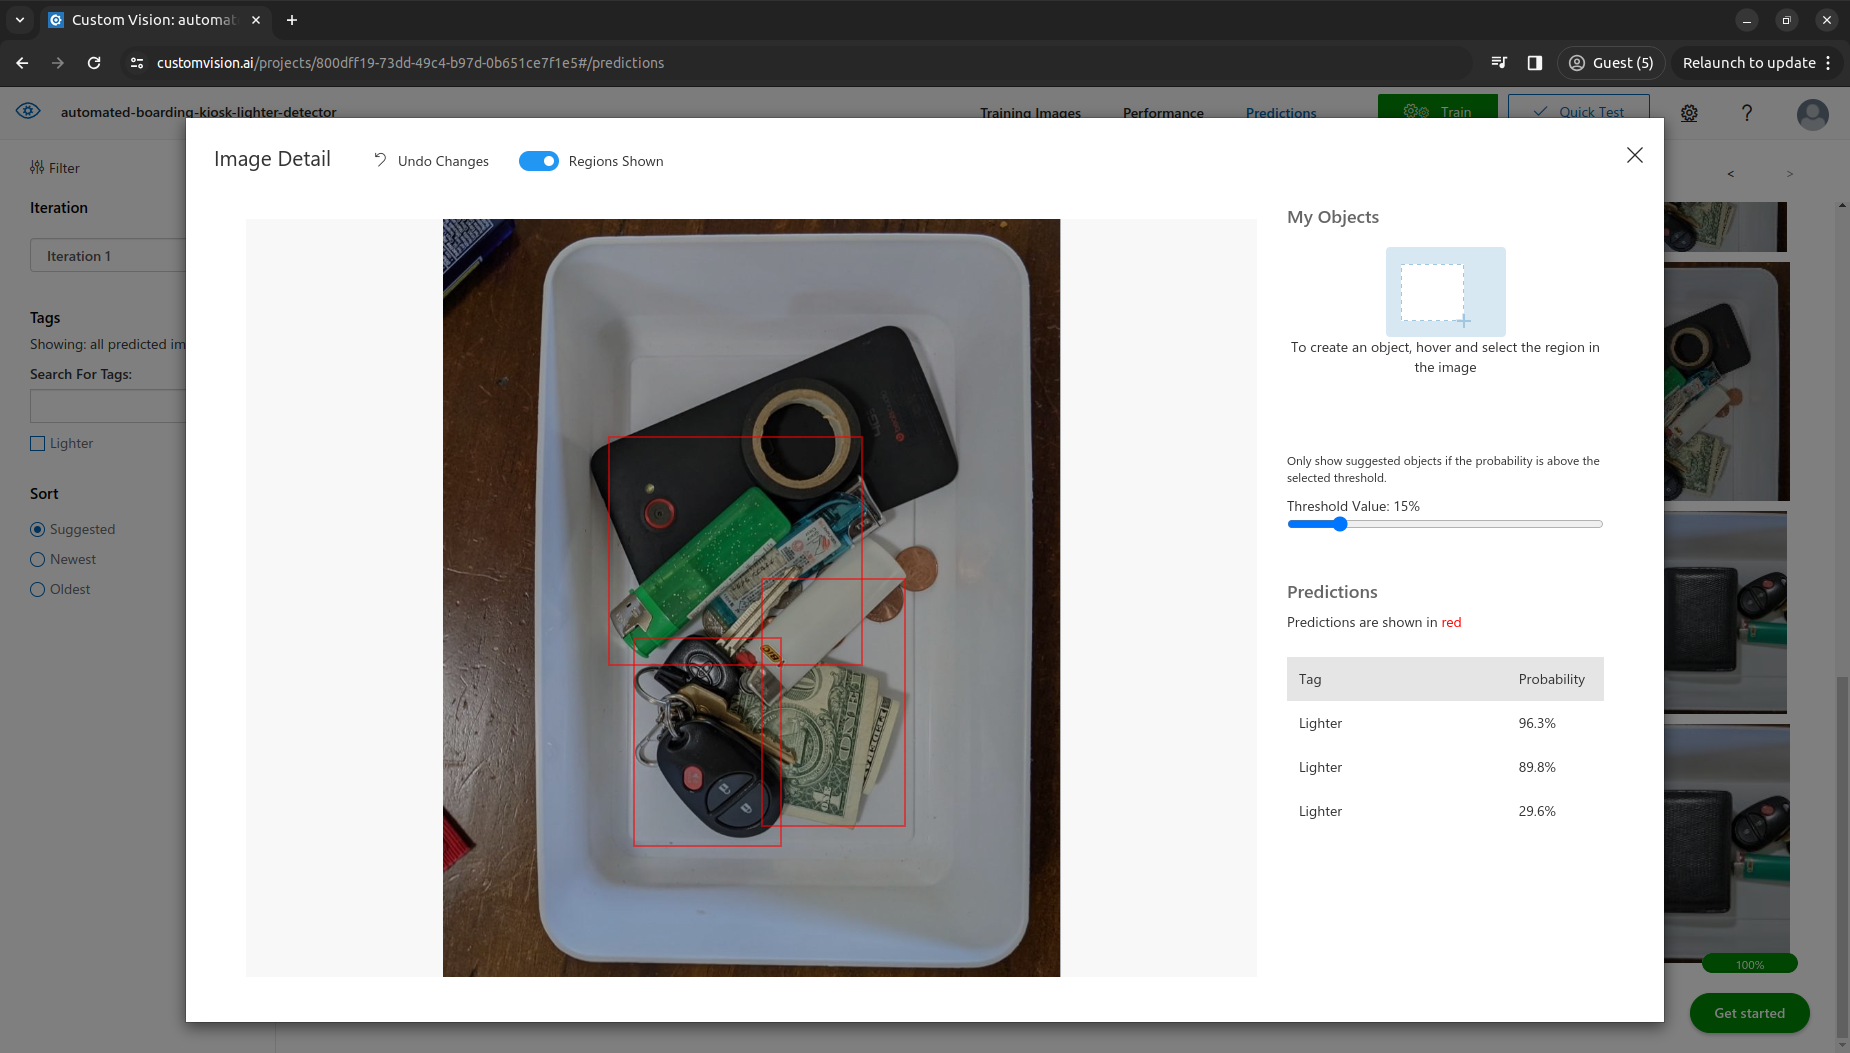 Custom Vision: automat
customvision.ai/projects/800dff19-73dd-49c4-b97d-0b651ce7f1e5#/predictions
Guest (5)
Relaunch to update
automated-boarding-kiosk-lighter-detector
Training Images
Performance
Predictions
Train
Quick Test
?
Filter
Iteration
Iteration 1
Tags
Showing: all predicted im
Search For Tags:
Lighter
Sort
Suggested
Newest
Oldest
Image Detail
Undo Changes
Regions Shown
BIC
ONE
My Objects
To create an object, hover and select the region in
the image
Only show suggested objects if the probability is above the
selected threshold.
Threshold Value: 15%
Predictions
Predictions are shown in red
Tag
Probability
Lighter
96.3%
Lighter
89.8%
Lighter
29.6%
<
>
100%
Get started